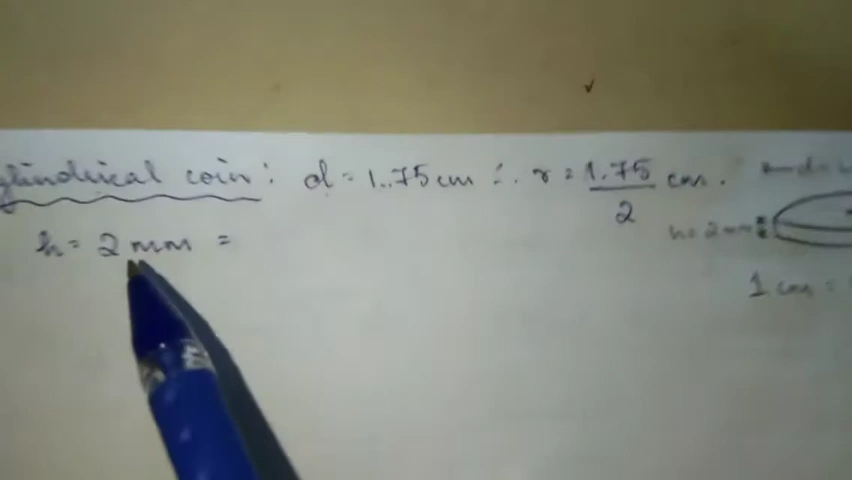 cylindrical coin: d = 1.75 cm ∴ r = 1.75/2 cm.
h = 2 mm =
h = 2 mm
1 cm =